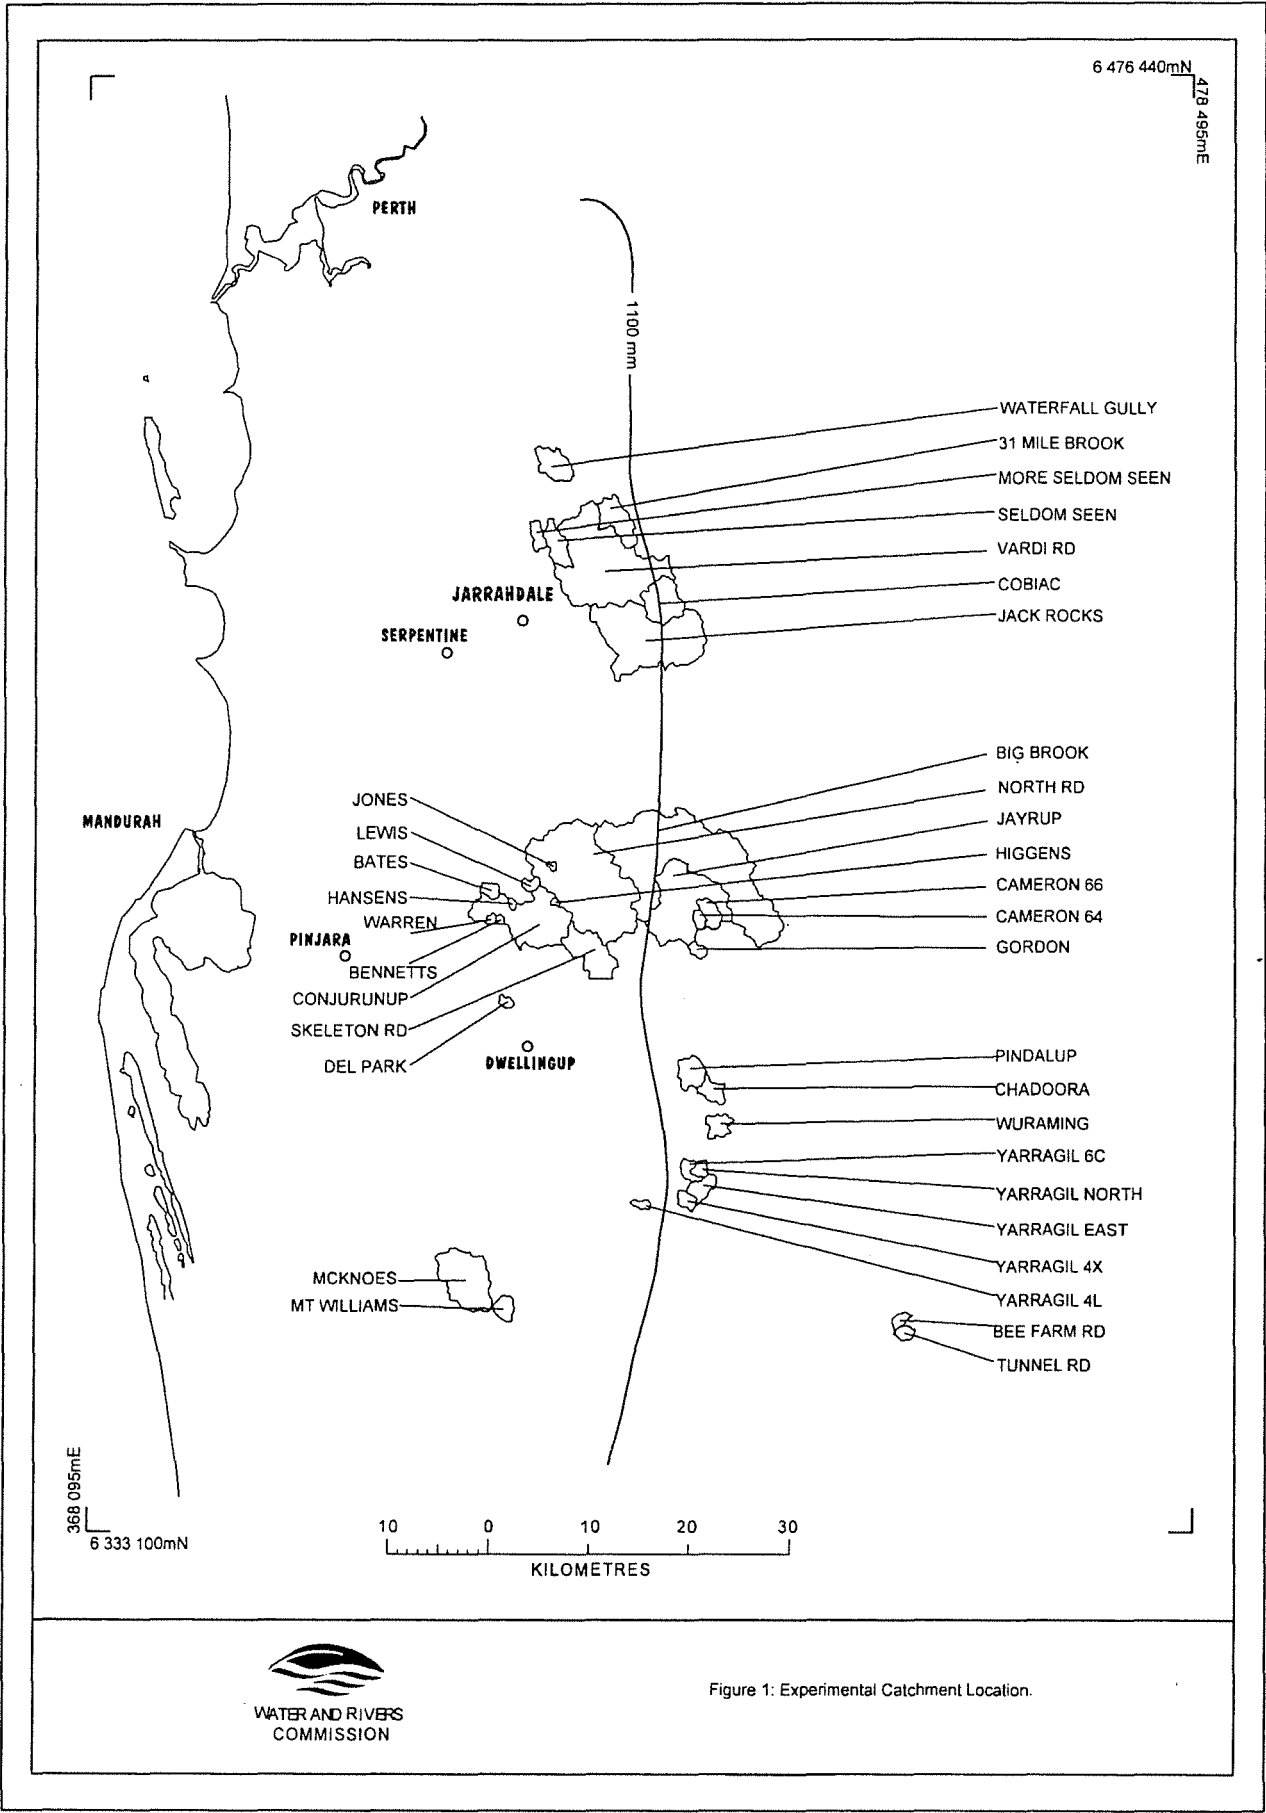 6 476 440mN
478 495mE
PERTH
1100 mm
WATERFALL GULLY
31 MILE BROOK
MORE SELDOM SEEN
SELDOM SEEN
VARDI RD
COBIAC
JACK ROCKS
JARRAHDALE
SERPENTINE
BIG BROOK
NORTH RD
JAYRUP
HIGGENS
CAMERON 66
CAMERON 64
GORDON
JONES
LEWIS
BATES
HANSENS
WARREN
BENNETTS
CONJURUNUP
SKELETON RD
DEL PARK
MANDURAH
PINJARA
DWELLINGUP
PINDALUP
CHADOORA
WURAMING
YARRAGIL 6C
YARRAGIL NORTH
YARRAGIL EAST
YARRAGIL 4X
YARRAGIL 4L
BEE FARM RD
TUNNEL RD
MCKNOES
MT WILLIAMS
368 095mE
6 333 100mN
10 0 10 20 30
KILOMETRES
WATER AND RIVERS
COMMISSION
Figure 1: Experimental Catchment Location.